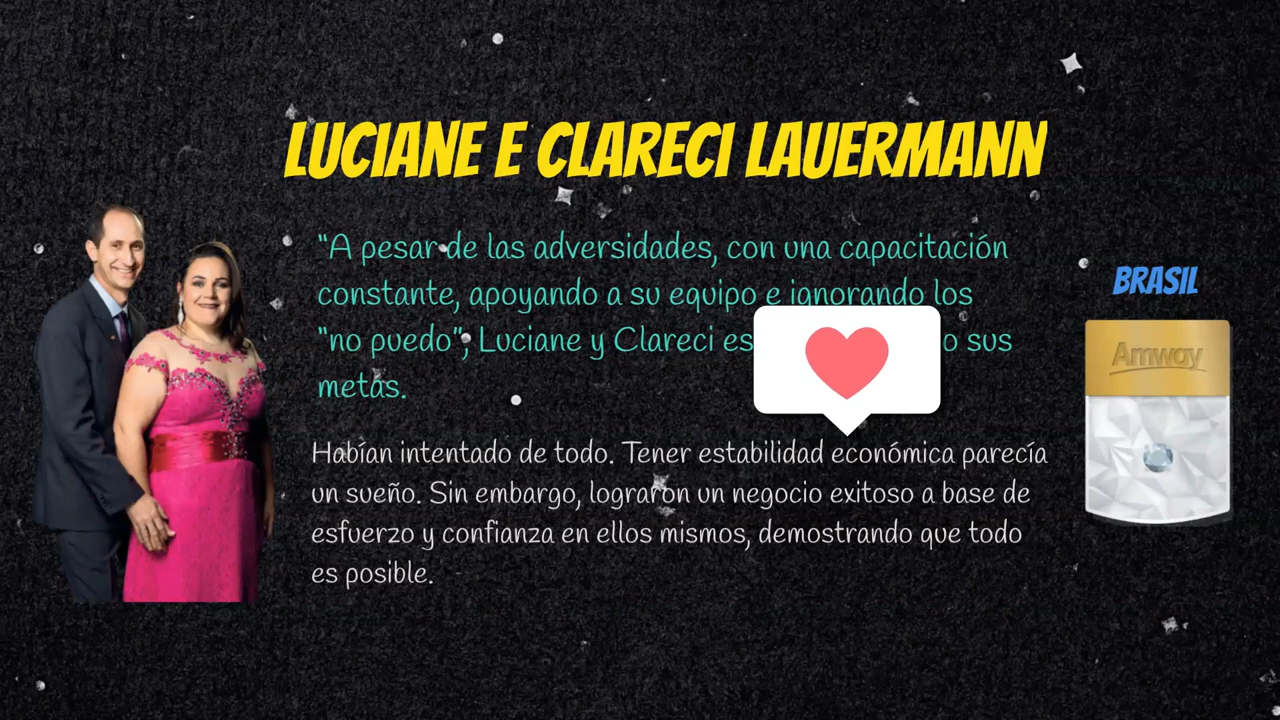 LUCIANE E CLARECI LAUERMANN
“A pesar de las adversidades, con una capacitación
constante, apoyando a su equipo e ignorando los
“no puedo”, Luciane y Clareci es o sus
metas.
BRASIL
Amway
Habían intentado de todo. Tener estabilidad económica parecía
un sueño. Sin embargo, lograron un negocio exitoso a base de
esfuerzo y confianza en ellos mismos, demostrando que todo
es posible.